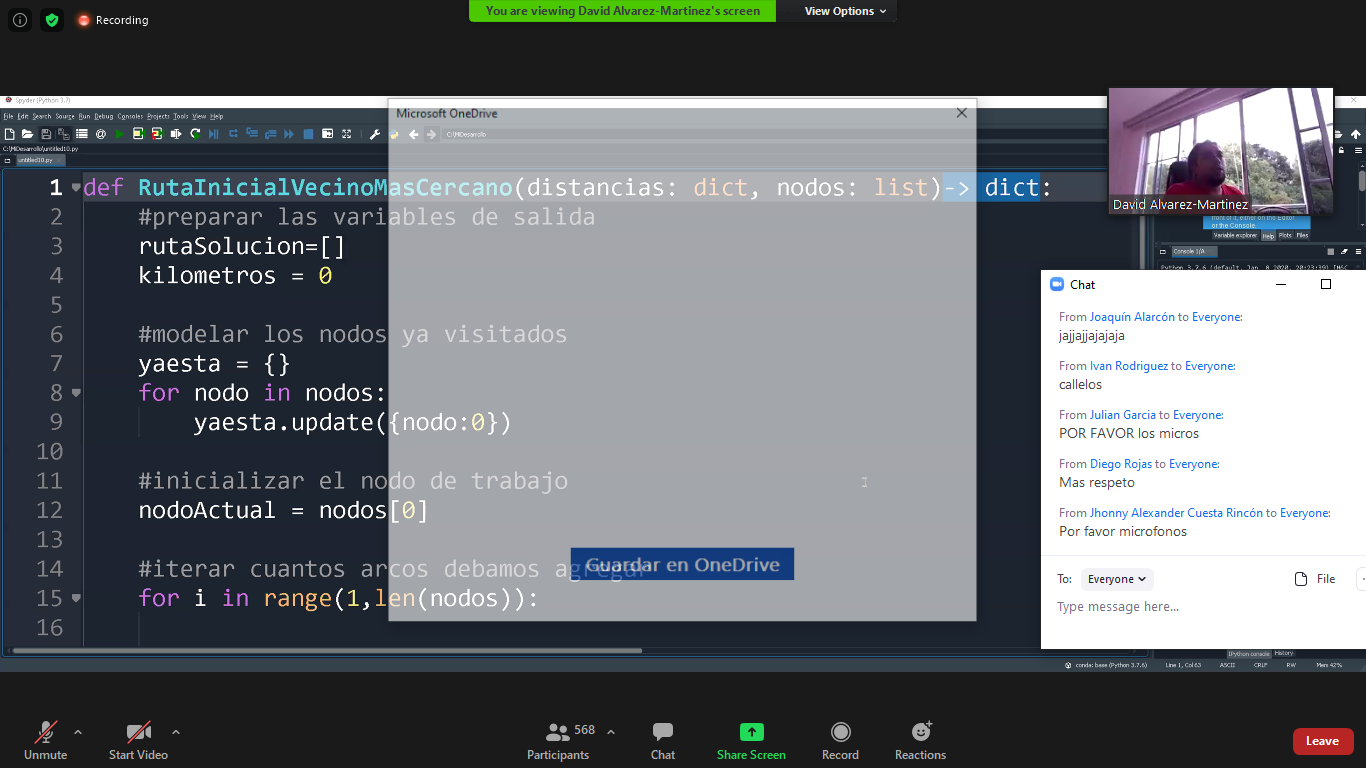 Recording
You are viewing David Alvarez-Martinez's screen
View Options
Spyder (Python 3.7)
File Edit Search Source Run Debug Consoles Projects Tools View Help
Microsoft OneDrive
C:\MiDesarrollo
C:\MiDesarrollo\untitled10.py
untitled10.py
1 def RutaInicialVecinoMasCercano(distancias: dict, nodos: list)-> dict:
2 #preparar las variables de salida
3 rutaSolucion=[]
4 kilometros = 0
5
6 #modelar los nodos ya visitados
7 yaesta = {}
8 for nodo in nodos:
9 yaesta.update({nodo:0})
10
11 #inicializar el nodo de trabajo
12 nodoActual = nodos[0]
13
14 #iterar cuantos arcos debamos agregar
Guardar en OneDrive
15 for i in range(1,len(nodos)):
16
David Alvarez-Martinez
front of it, either on the Editor
or the Console.
Variable explorer Help Plots Files
Console 1/A
Python 3.7.6 (default, Jan 8 2020, 20:23:39) [MSC
Chat
From Joaquín Alarcón to Everyone:
jajjajjajajaja
From Ivan Rodriguez to Everyone:
callelos
From Julian Garcia to Everyone:
POR FAVOR los micros
From Diego Rojas to Everyone:
Mas respeto
From Jhonny Alexander Cuesta Rincón to Everyone:
Por favor microfonos
To: Everyone
File
Type message here...
IPython console History
conda: base (Python 3.7.6) Line 1, Col 63 ASCII CRLF RW Mem 42%
Unmute
Start Video
568
Participants
Chat
Share Screen
Record
Reactions
Leave